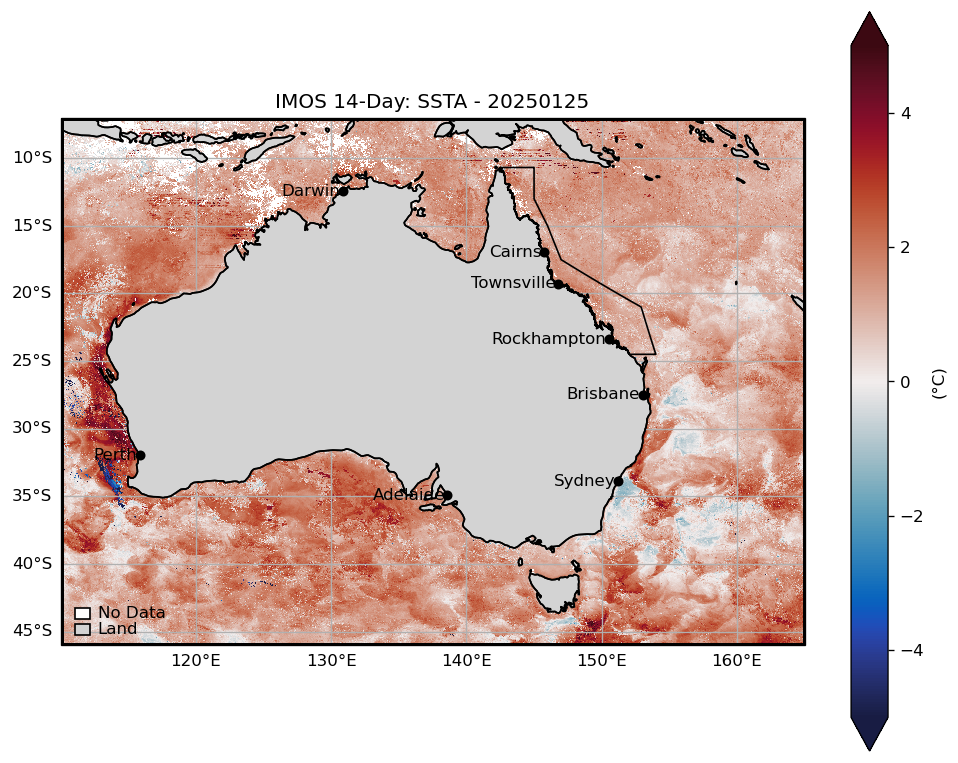 IMOS 14-Day: SSTA - 20250125
10°S
15°S
20°S
25°S
30°S
35°S
40°S
45°S
120°E
130°E
140°E
150°E
160°E
Darwin
Cairns
Townsville
Rockhampton
Brisbane
Perth
Sydney
Adelaide
No Data
Land
4
2
0
−2
−4
(°C)